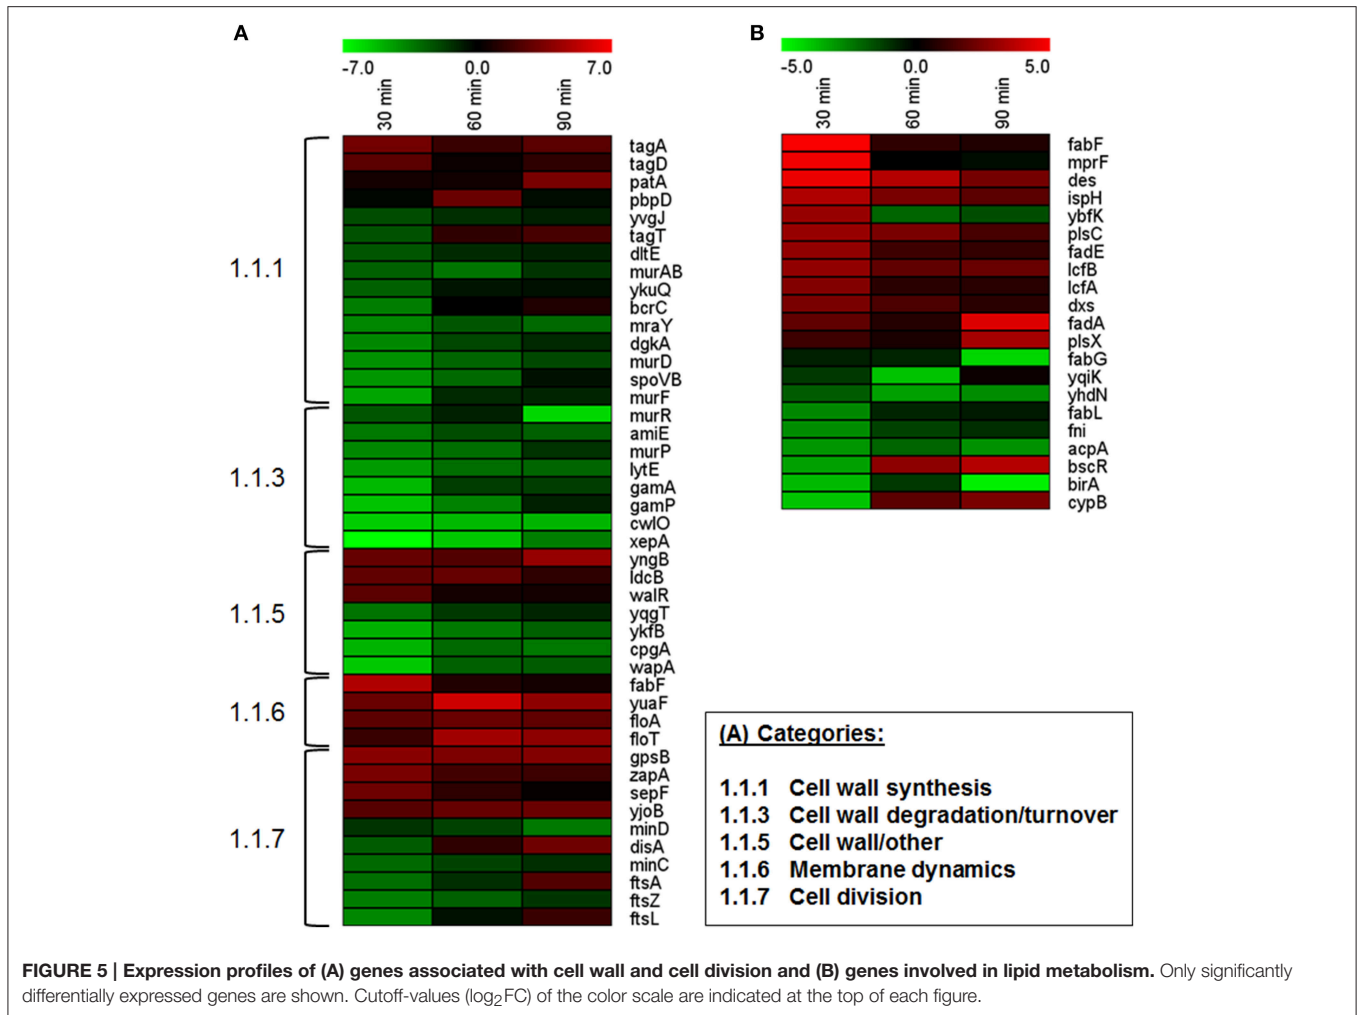 A
-7.0 0.0 7.0
30 min 60 min 90 min
1.1.1
tagA
tagD
patA
pbpD
yvgJ
tagT
dltE
murAB
ykuQ
bcrC
mraY
dgkA
murD
spoVB
murF
1.1.3
murR
amiE
murP
lytE
gamA
gamP
cwlO
xepA
1.1.5
yngB
ldcB
walR
yqgT
ykfB
cpgA
wapA
1.1.6
fabF
yuaF
floA
floT
1.1.7
gpsB
zapA
sepF
yjoB
minD
disA
minC
ftsA
ftsZ
ftsL
B
-5.0 0.0 5.0
30 min 60 min 90 min
fabF
mprF
des
ispH
ybfK
plsC
fadE
lcfB
lcfA
dxs
fadA
plsX
fabG
yqiK
yhdN
fabL
fni
acpA
bscR
birA
cypB
(A) Categories:
1.1.1 Cell wall synthesis
1.1.3 Cell wall degradation/turnover
1.1.5 Cell wall/other
1.1.6 Membrane dynamics
1.1.7 Cell division
FIGURE 5 | Expression profiles of (A) genes associated with cell wall and cell division and (B) genes involved in lipid metabolism. Only significantly
differentially expressed genes are shown. Cutoff-values (log2FC) of the color scale are indicated at the top of each figure.